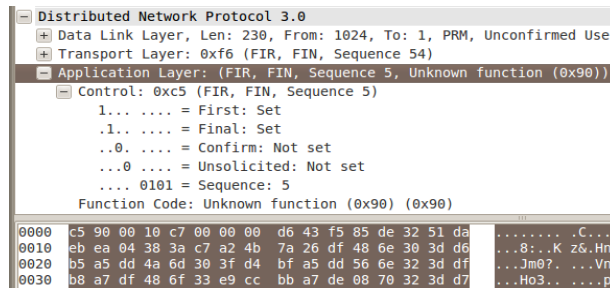 Distributed Network Protocol 3.0
Data Link Layer, Len: 230, From: 1024, To: 1, PRM, Unconfirmed Use
Transport Layer: 0xf6 (FIR, FIN, Sequence 54)
Application Layer: (FIR, FIN, Sequence 5, Unknown function (0x90))
Control: 0xc5 (FIR, FIN, Sequence 5)
1... .... = First: Set
.1.. .... = Final: Set
..0. .... = Confirm: Not set
...0 .... = Unsolicited: Not set
.... 0101 = Sequence: 5
Function Code: Unknown function (0x90) (0x90)
0000 c5 90 00 10 c7 00 00 00 d6 43 f5 85 de 32 51 da ........ .C...
0010 eb ea 04 38 3a c7 a2 4b 7a 26 df 48 6e 30 3d d6 ...8:..K z&.Hn
0020 b5 a5 dd 4a 6d 30 3f d4 bf a5 dd 56 6e 32 3d df ...Jm0?. ...Vn
0030 b8 a7 df 48 6f 33 e9 cc bb a7 de 08 70 32 3d d7 ...Ho3.. ....p